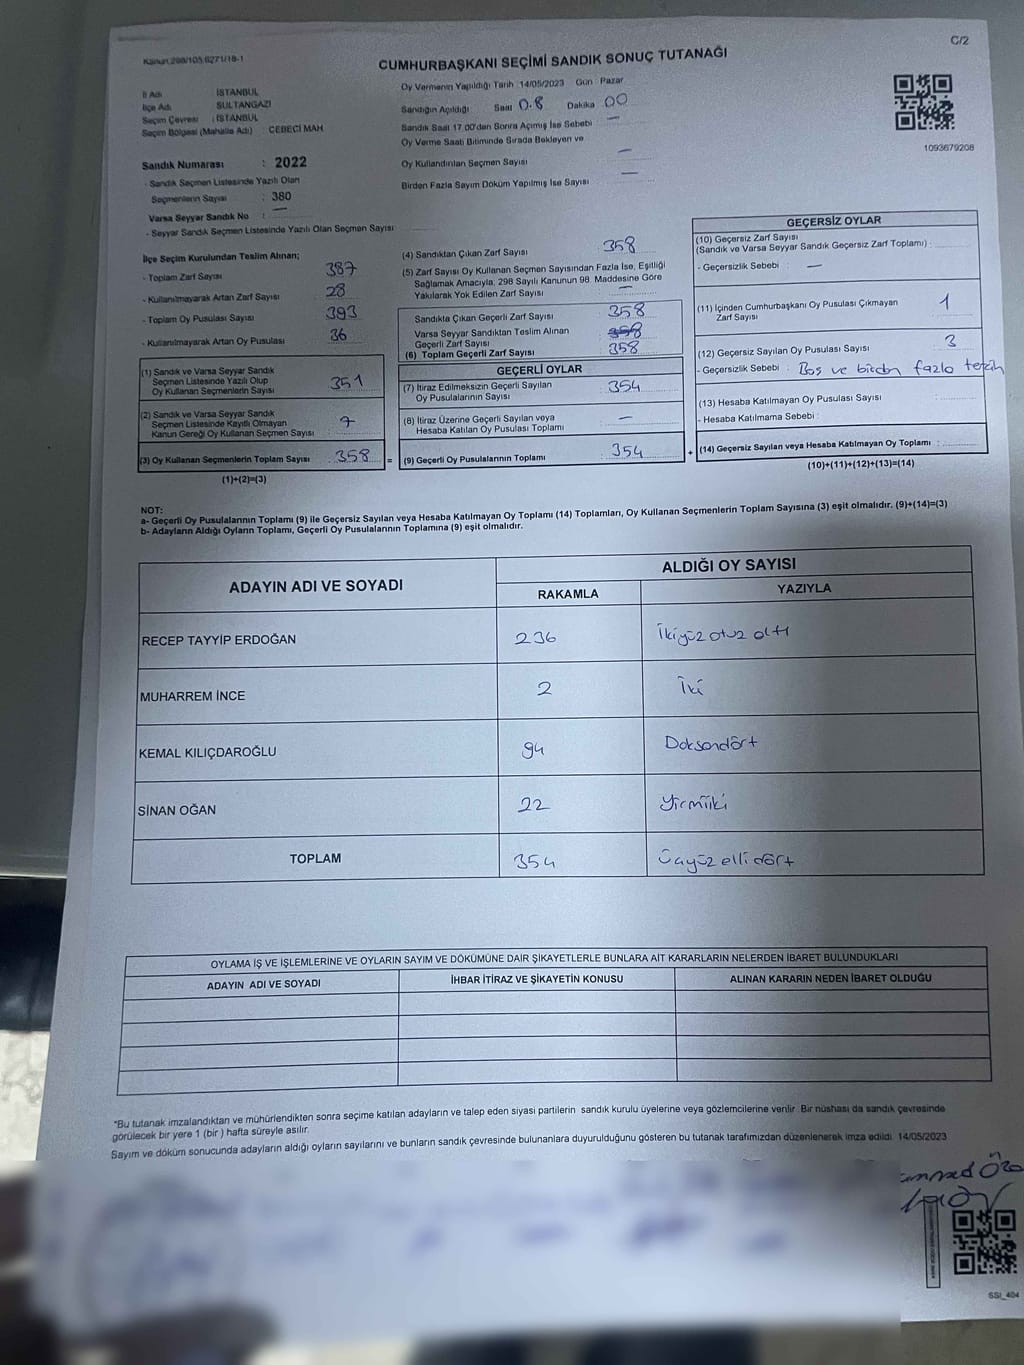 Kanun:298/103,6271/18-1
C/2
CUMHURBAŞKANI SEÇİMİ SANDIK SONUÇ TUTANAĞI
İl Adı : İSTANBUL
İlçe Adı : SULTANGAZİ
Seçim Çevresi : İSTANBUL
Seçim Bölgesi (Mahalle Adı) CEBECİ MAH
Sandık Numarası : 2022
- Sandık Seçmen Listesinde Yazılı Olan
Seçmenlerin Sayısı : 380
Varsa Seyyar Sandık No : —
- Seyyar Sandık Seçmen Listesinde Yazılı Olan Seçmen Sayısı
Oy Vermenin Yapıldığı Tarih :14/05/2023 Gün : Pazar
Sandığın Açıldığı: Saat 08 Dakika 00
Sandık Saat 17.00'den Sonra Açımış İse Sebebi : —
Oy Verme Saati Bitiminde Sırada Bekleyen ve
Oy Kullandırılan Seçmen Sayısı —
Birden Fazla Sayım Döküm Yapılmış İse Sayısı —
1093679208
İlçe Seçim Kurulundan Teslim Alınan;
- Toplam Zarf Sayısı 387
- Kullanılmayarak Artan Zarf Sayısı 28
- Toplam Oy Pusulası Sayısı 393
- Kullanılmayarak Artan Oy Pusulası 36
(1) Sandık ve Varsa Seyyar Sandık
Seçmen Listesinde Yazılı Olup
Oy Kullanan Seçmenlerin Sayısı 351
(2) Sandık ve Varsa Seyyar Sandık
Seçmen Listesinde Kayıtlı Olmayan
Kanun Gereği Oy Kullanan Seçmen Sayısı 7
(3) Oy Kullanan Seçmenlerin Toplam Sayısı 358 =
(1)+(2)=(3)
(4) Sandıktan Çıkan Zarf Sayısı 358
(5) Zarf Sayısı Oy Kullanan Seçmen Sayısından Fazla İse, Eşitliği
Sağlamak Amacıyla, 298 Sayılı Kanunun 98. Maddesine Göre
Yakılarak Yok Edilen Zarf Sayısı —
Sandıkta Çıkan Geçerli Zarf Sayısı 358
Varsa Seyyar Sandıktan Teslim Alınan
Geçerli Zarf Sayısı
(6) Toplam Geçerli Zarf Sayısı 358
GEÇERLİ OYLAR
(7) İtiraz Edilmeksizin Geçerli Sayılan
Oy Pusulalarının Sayısı 354
(8) İtiraz Üzerine Geçerli Sayılan veya
Hesaba Katılan Oy Pusulası Toplamı —
(9) Geçerli Oy Pusulalarının Toplamı 354 +
GEÇERSİZ OYLAR
(10) Geçersiz Zarf Sayısı
(Sandık ve Varsa Seyyar Sandık Geçersiz Zarf Toplamı) :
- Geçersizlik Sebebi : —
(11) İçinden Cumhurbaşkanı Oy Pusulası Çıkmayan
Zarf Sayısı 1
(12) Geçersiz Sayılan Oy Pusulası Sayısı 3
- Geçersizlik Sebebi : Boş ve birden fazla tercih
(13) Hesaba Katılmayan Oy Pusulası Sayısı :
- Hesaba Katılmama Sebebi :
(14) Geçersiz Sayılan veya Hesaba Katılmayan Oy Toplamı :
(10)+(11)+(12)+(13)=(14)
NOT:
a- Geçerli Oy Pusulalarının Toplamı (9) ile Geçersiz Sayılan veya Hesaba Katılmayan Oy Toplamı (14) Toplamları, Oy Kullanan Seçmenlerin Toplam Sayısına (3) eşit olmalıdır. (9)+(14)=(3)
b- Adayların Aldığı Oyların Toplamı, Geçerli Oy Pusulalarının Toplamına (9) eşit olmalıdır.
ADAYIN ADI VE SOYADI
ALDIĞI OY SAYISI
RAKAMLA YAZIYLA
RECEP TAYYİP ERDOĞAN 236 İkiyüz otuz altı
MUHARREM İNCE 2 İki
KEMAL KILIÇDAROĞLU 94 Doksandört
SİNAN OĞAN 22 Yirmiiki
TOPLAM 354 Üçyüz elli dört
OYLAMA İŞ VE İŞLEMLERİNE VE OYLARIN SAYIM VE DÖKÜMÜNE DAİR ŞİKAYETLERLE BUNLARA AİT KARARLARIN NELERDEN İBARET BULUNDUKLARI
ADAYIN ADI VE SOYADI İHBAR İTİRAZ VE ŞİKAYETİN KONUSU ALINAN KARARIN NEDEN İBARET OLDUĞU
*Bu tutanak imzalandıktan ve mühürlendikten sonra seçime katılan adayların ve talep eden siyasi partilerin sandık kurulu üyelerine veya gözlemcilerine verilir. Bir nüshası da sandık çevresinde
görülecek bir yere 1 (bir ) hafta süreyle asılır.
Sayım ve döküm sonucunda adayların aldığı oyların sayılarını ve bunların sandık çevresinde bulunanlara duyurulduğunu gösteren bu tutanak tarafımızdan düzenlenerek imza edildi. 14/05/2023
SSI_404